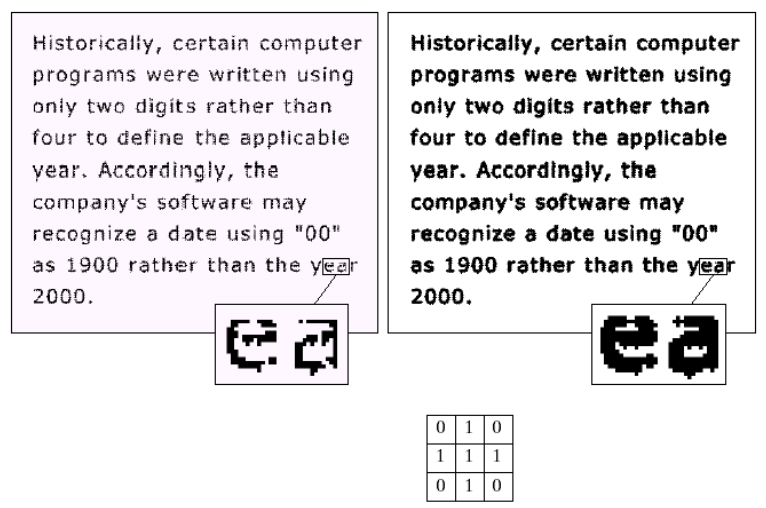 Historically, certain computer
programs were written using
only two digits rather than
four to define the applicable
year. Accordingly, the
company's software may
recognize a date using "00"
as 1900 rather than the year
2000.
Historically, certain computer
programs were written using
only two digits rather than
four to define the applicable
year. Accordingly, the
company's software may
recognize a date using "00"
as 1900 rather than the year
2000.
ea
ea
0 1 0
1 1 1
0 1 0